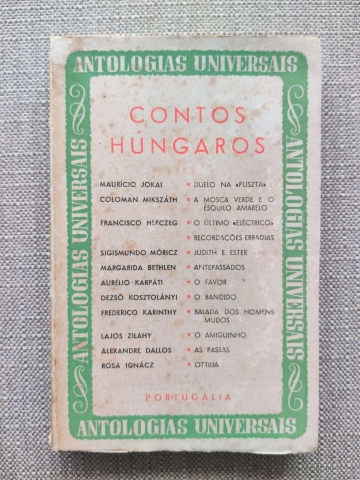 ANTOLOGIAS UNIVERSAIS
ANTOLOGIAS UNIVERSAIS
ANTOLOGIAS UNIVERSAIS
CONTOS
HÚNGAROS
MAURÍCIO JOKAI * DUELO NA «PUSZTA»
COLOMAN MIKSZÁTH * A MOSCA VERDE E O
ESQUILO AMARELO
FRANCISCO HERCZEG * O ÚLTIMO «ELÉCTRICO»
* RECORDAÇÕES ERRADIAS
SIGISMUNDO MÓRICZ * JUDITH E ESTER
MARGARIDA BETHLEN * ANTEPASSADOS
AURÉLIO KARPÁTI * O FAVOR
DEZSŐ KOSZTOLÁNYI * O BANDIDO
FREDERICO KARINTHY * BALADA DOS HOMENS
MUDOS
LAJOS ZILAHY * O AMIGUINHO
ALEXANDRE DALLOS * AS PASSAS
ROSA IGNÁCZ * OTTILIA
PORTUGÁLIA
ANTOLOGIAS UNIVERSAIS